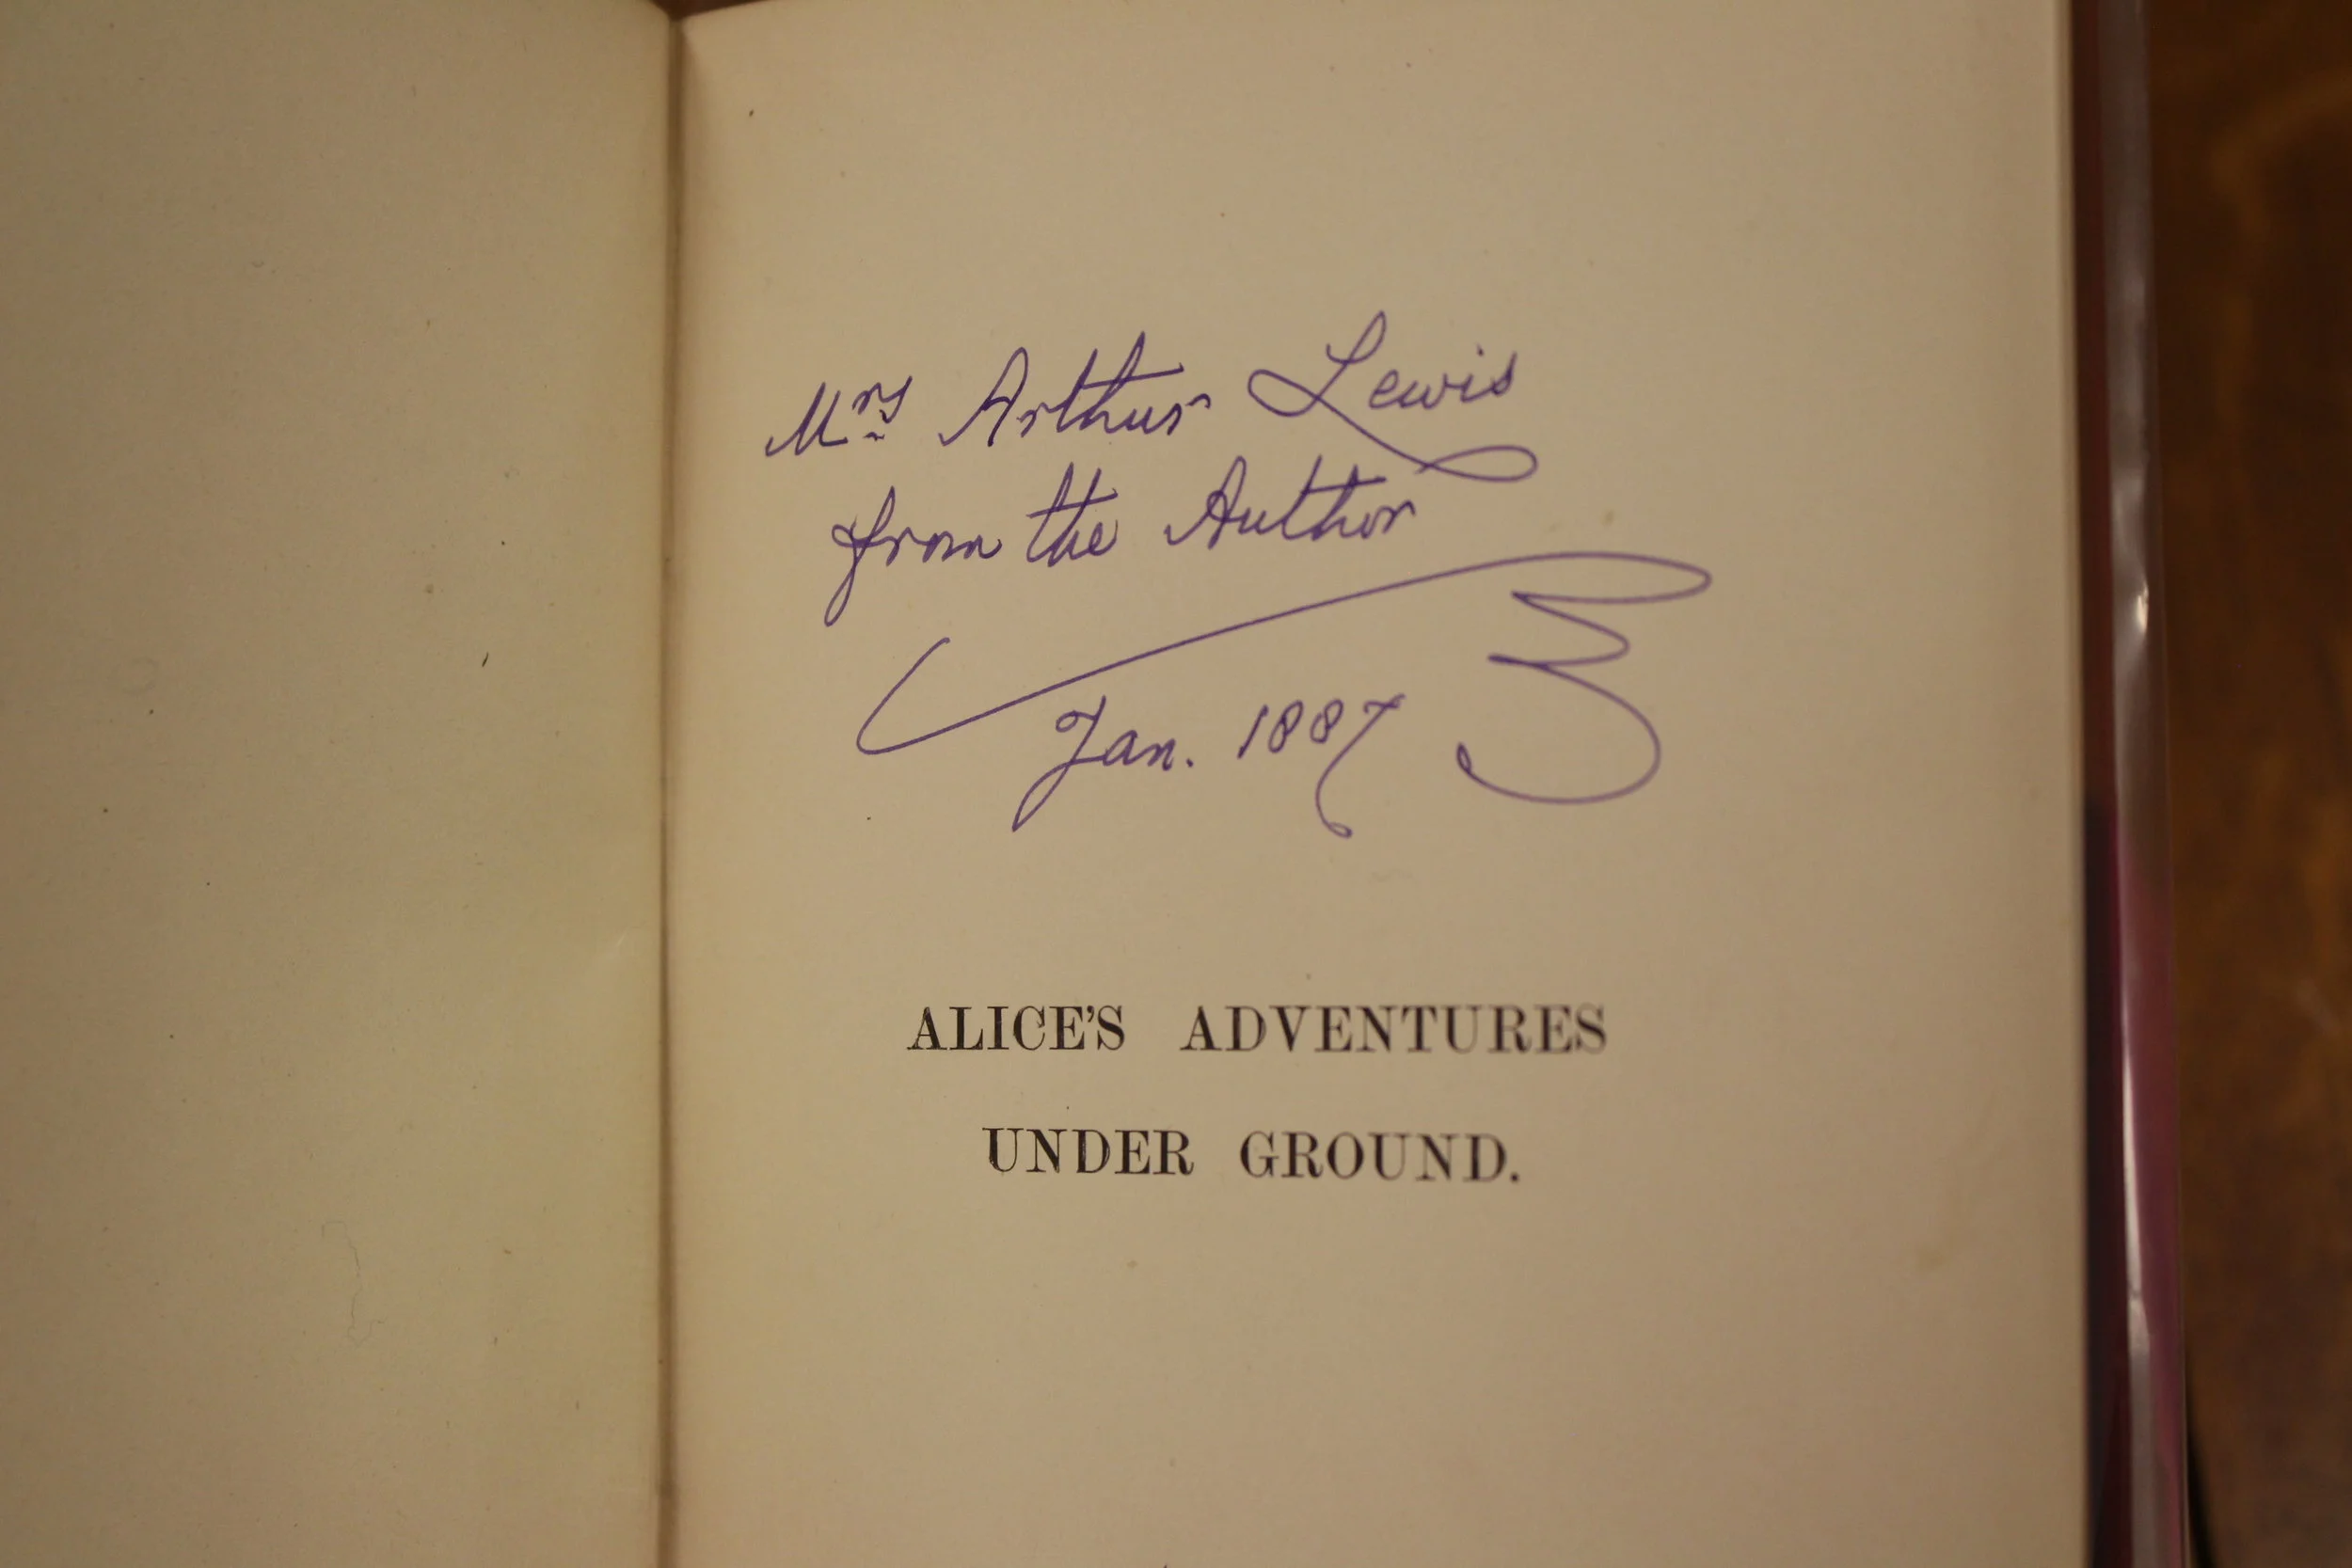 Mrs Arthur Lewis
from the Author
Jan. 1887
ALICE'S ADVENTURES
UNDER GROUND.